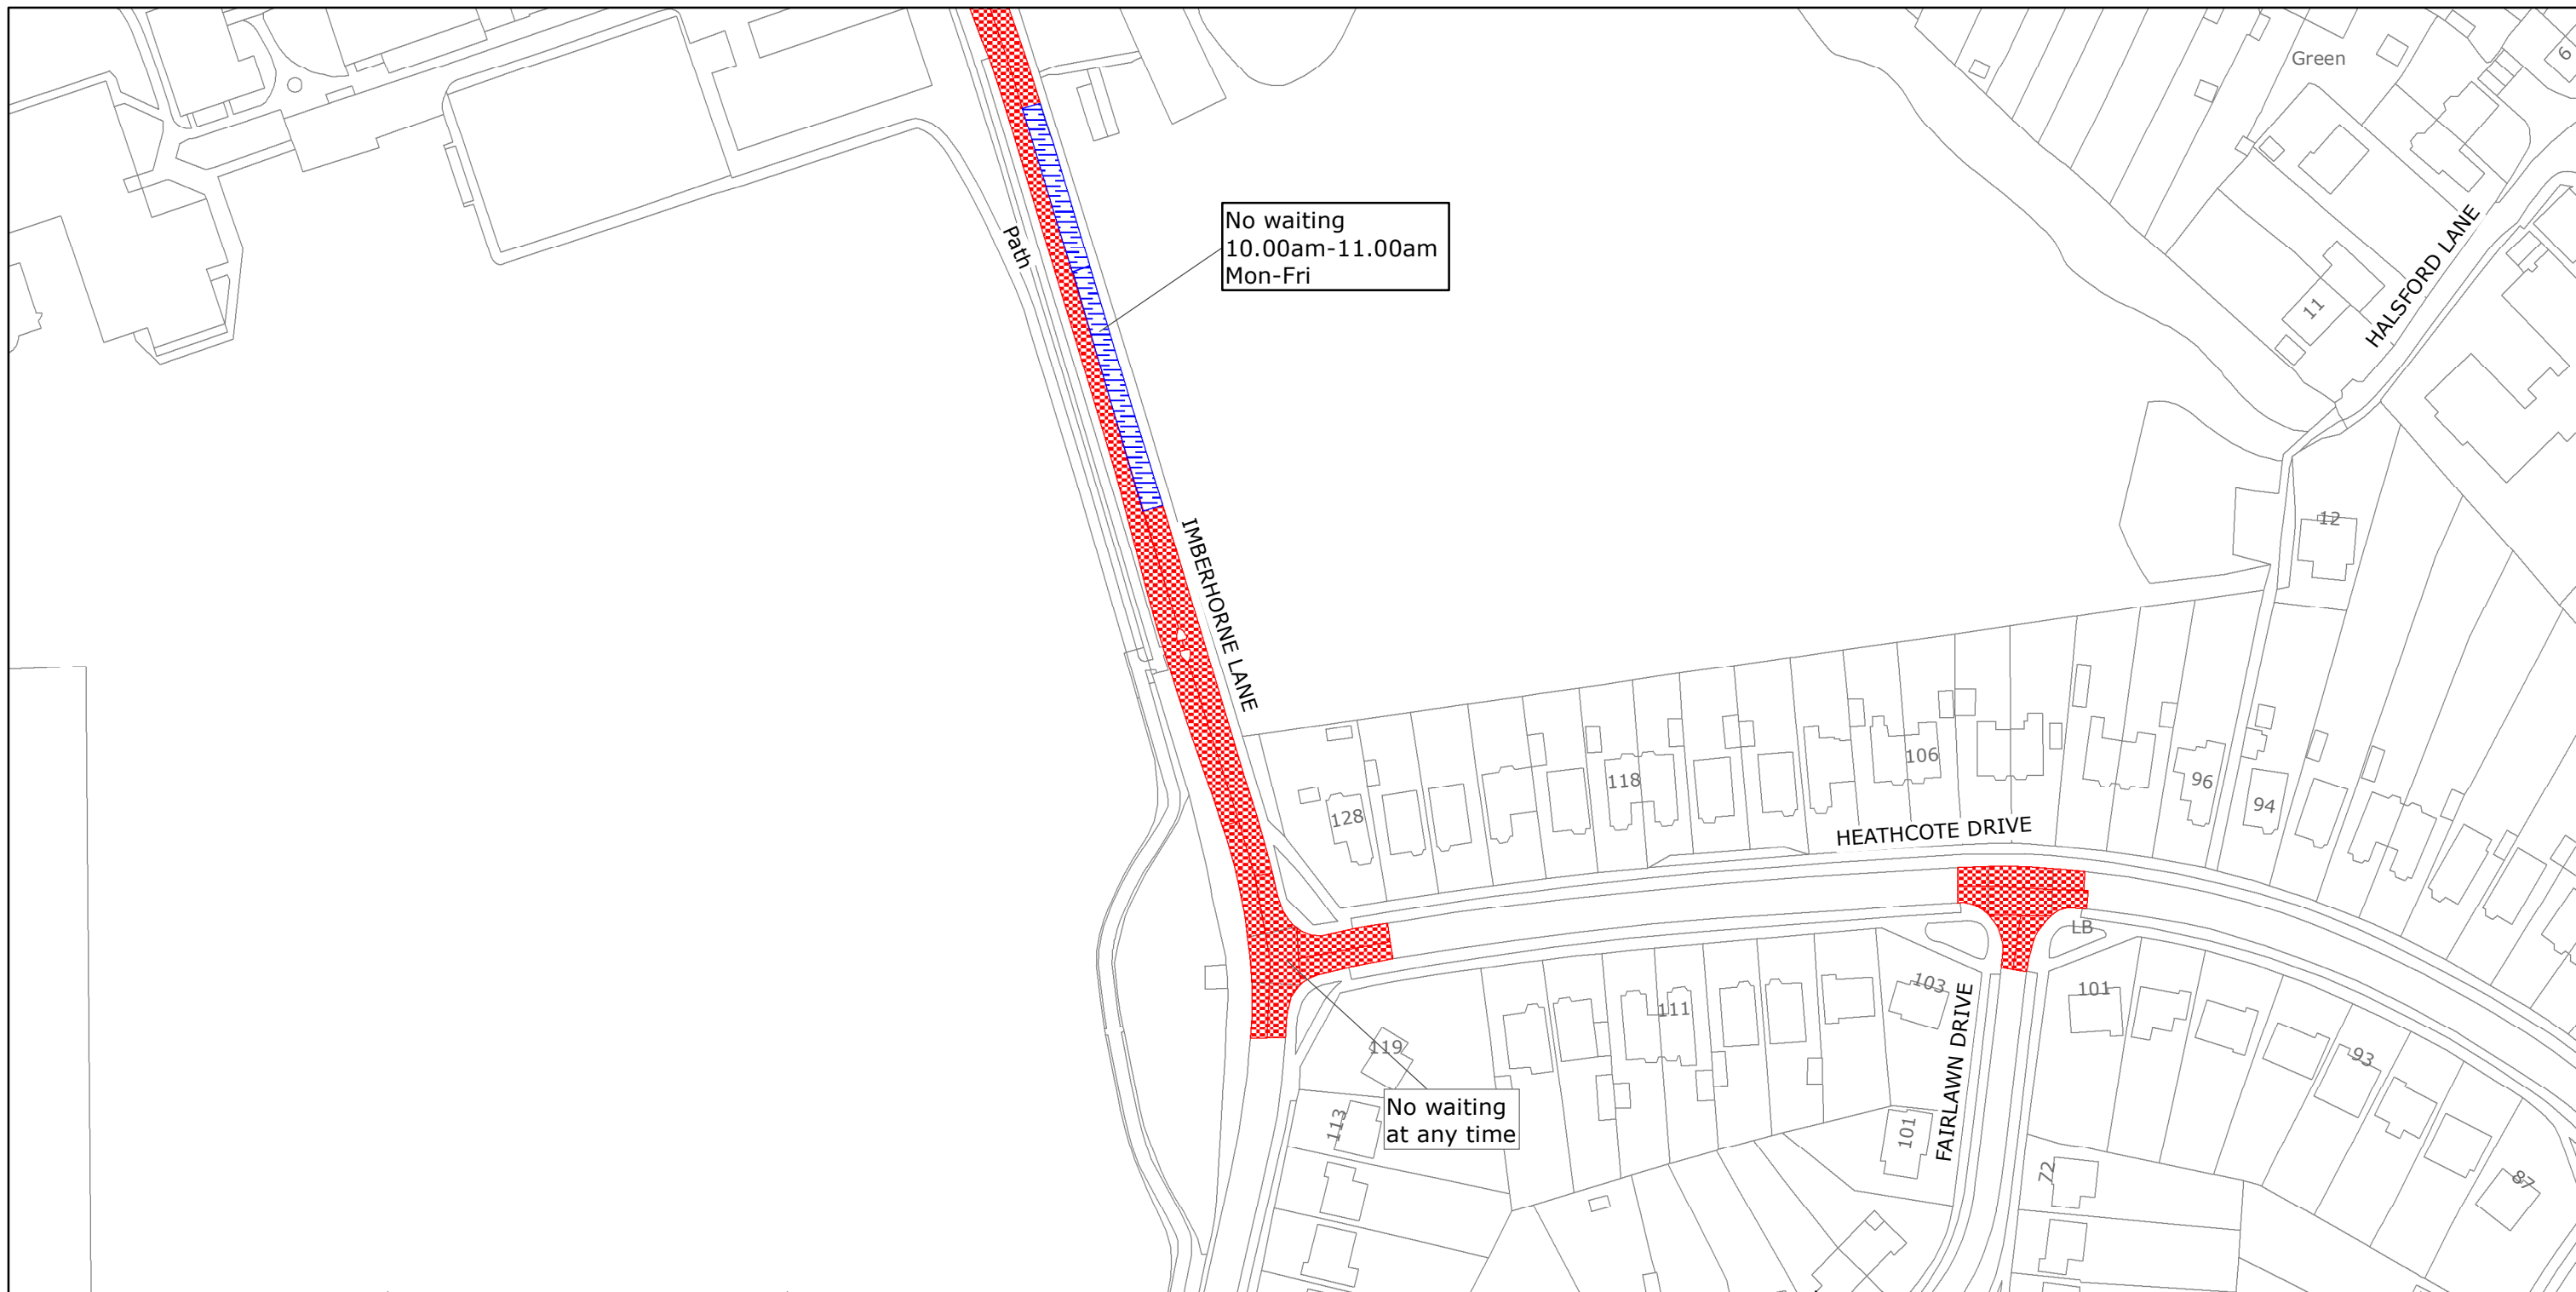 Green
6
Path
No waiting
10.00am-11.00am
Mon-Fri
HALSFORD LANE
11
12
IMBERHORNE LANE
128
118
106
96
94
HEATHCOTE DRIVE
LB
103
101
111
119
93
FAIRLAWN DRIVE
No waiting
at any time
113
101
72
87